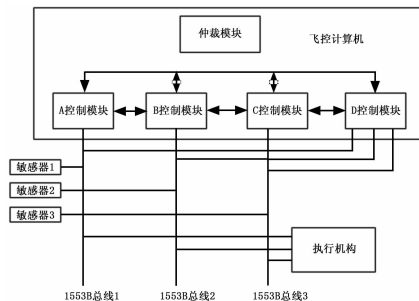 仲裁模块
飞控计算机
A控制模块
B控制模块
C控制模块
D控制模块
敏感器1
敏感器2
敏感器3
执行机构
1553B总线1
1553B总线2
1553B总线3